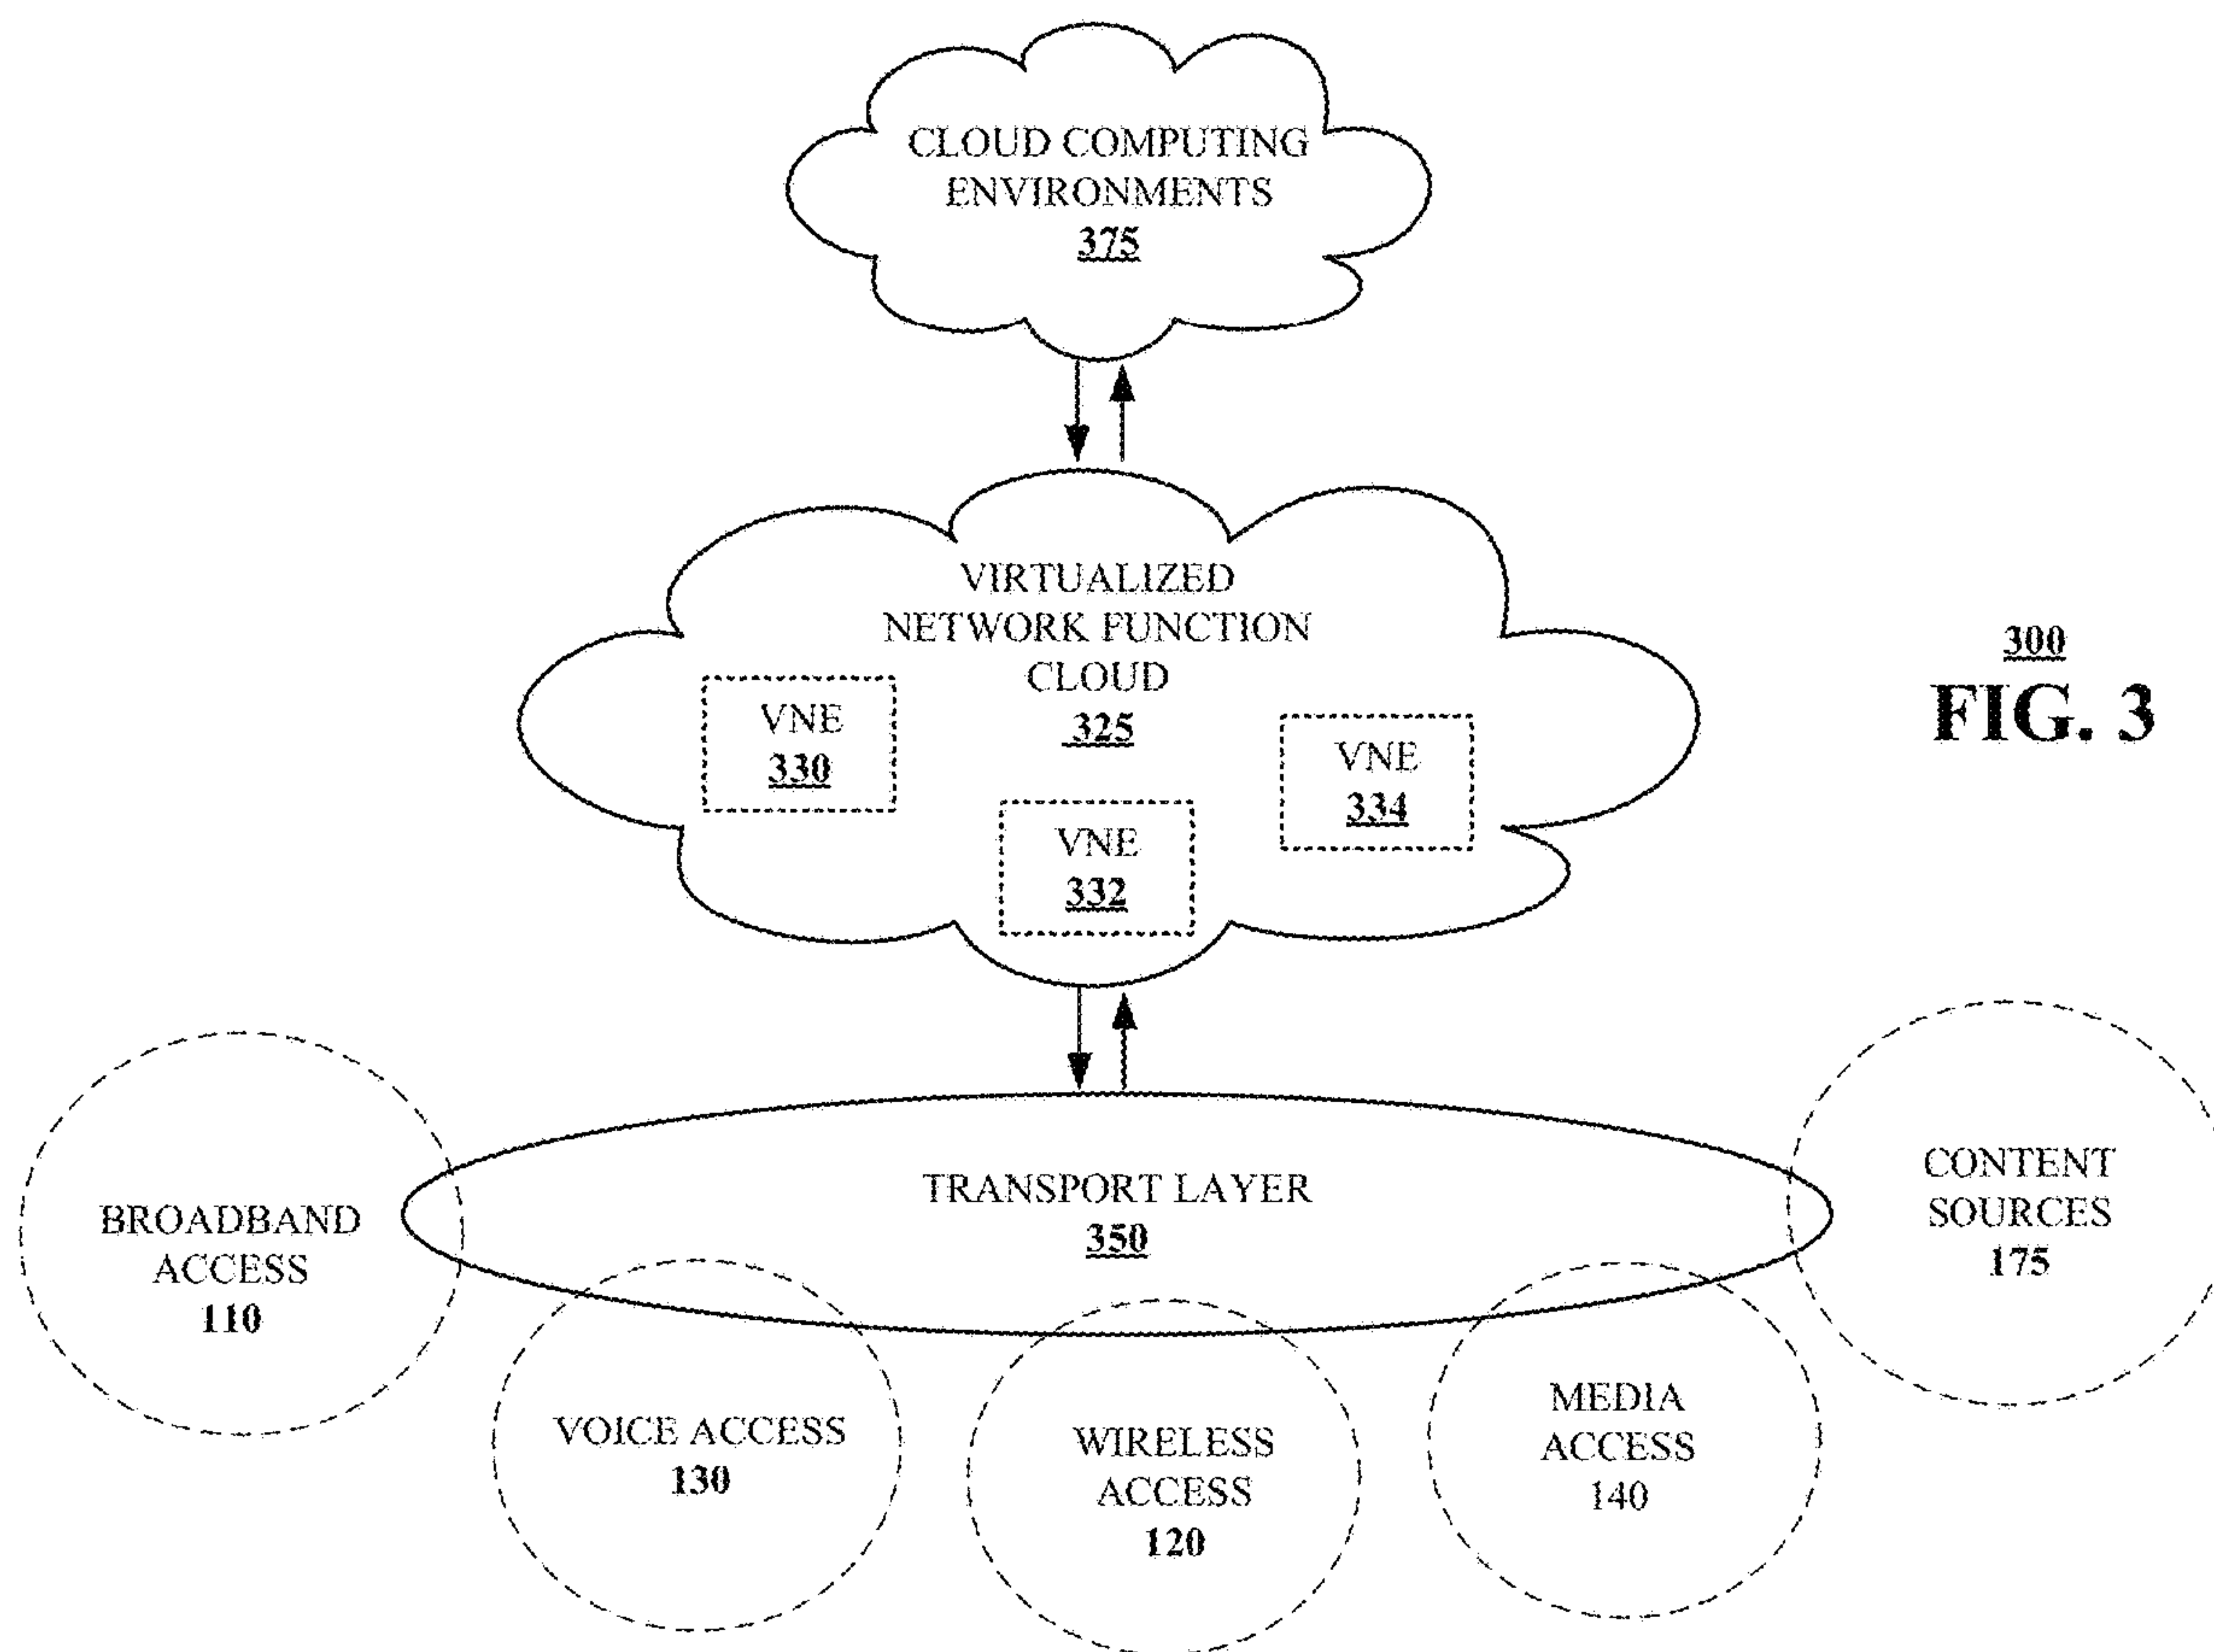 CLOUD COMPUTING
ENVIRONMENTS
375
VIRTUALIZED
NETWORK FUNCTION
CLOUD
325
VNE
330
VNE
332
VNE
334
300
FIG. 3
TRANSPORT LAYER
350
BROADBAND
ACCESS
110
VOICE ACCESS
130
WIRELESS
ACCESS
120
MEDIA
ACCESS
140
CONTENT
SOURCES
175